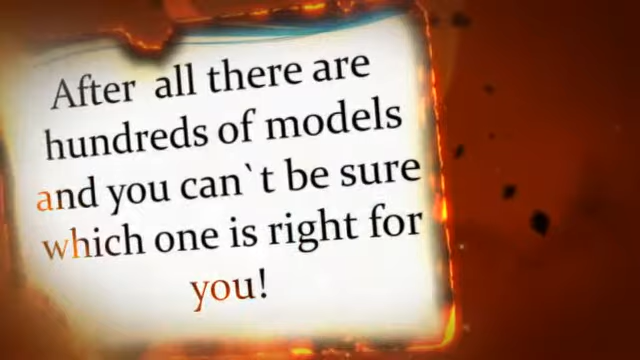 After all there are
hundreds of models
and you can`t be sure
which one is right for
you!